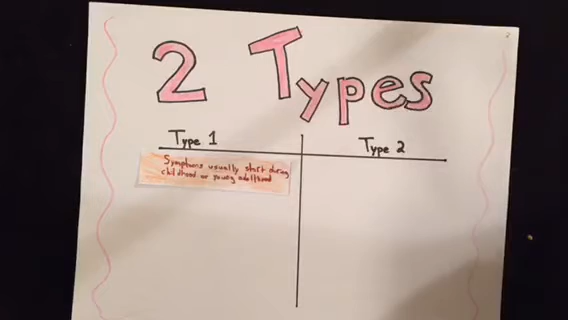 2 Types
Type 1
Type 2
Symptoms usually start during
childhood or young adulthood